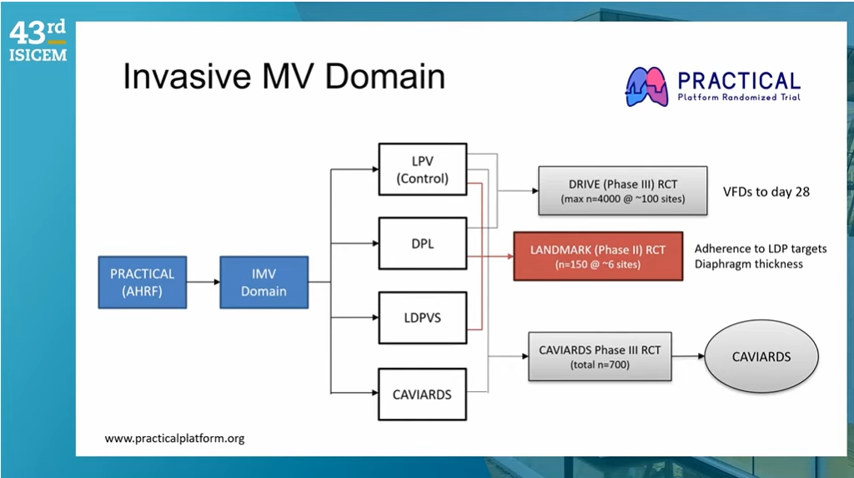 43rd
ISICEM
Invasive MV Domain
PRACTICAL
Platform Randomized Trial
LPV
(Control)
DRIVE (Phase III) RCT
(max n=4000 @ ~100 sites)
VFDs to day 28
DPL
LANDMARK (Phase II) RCT
(n=150 @ ~6 sites)
Adherence to LDP targets
Diaphragm thickness
PRACTICAL
(AHRF)
IMV
Domain
LDPVS
CAVIARDS Phase III RCT
(total n=700)
CAVIARDS
CAVIARDS
www.practicalplatform.org